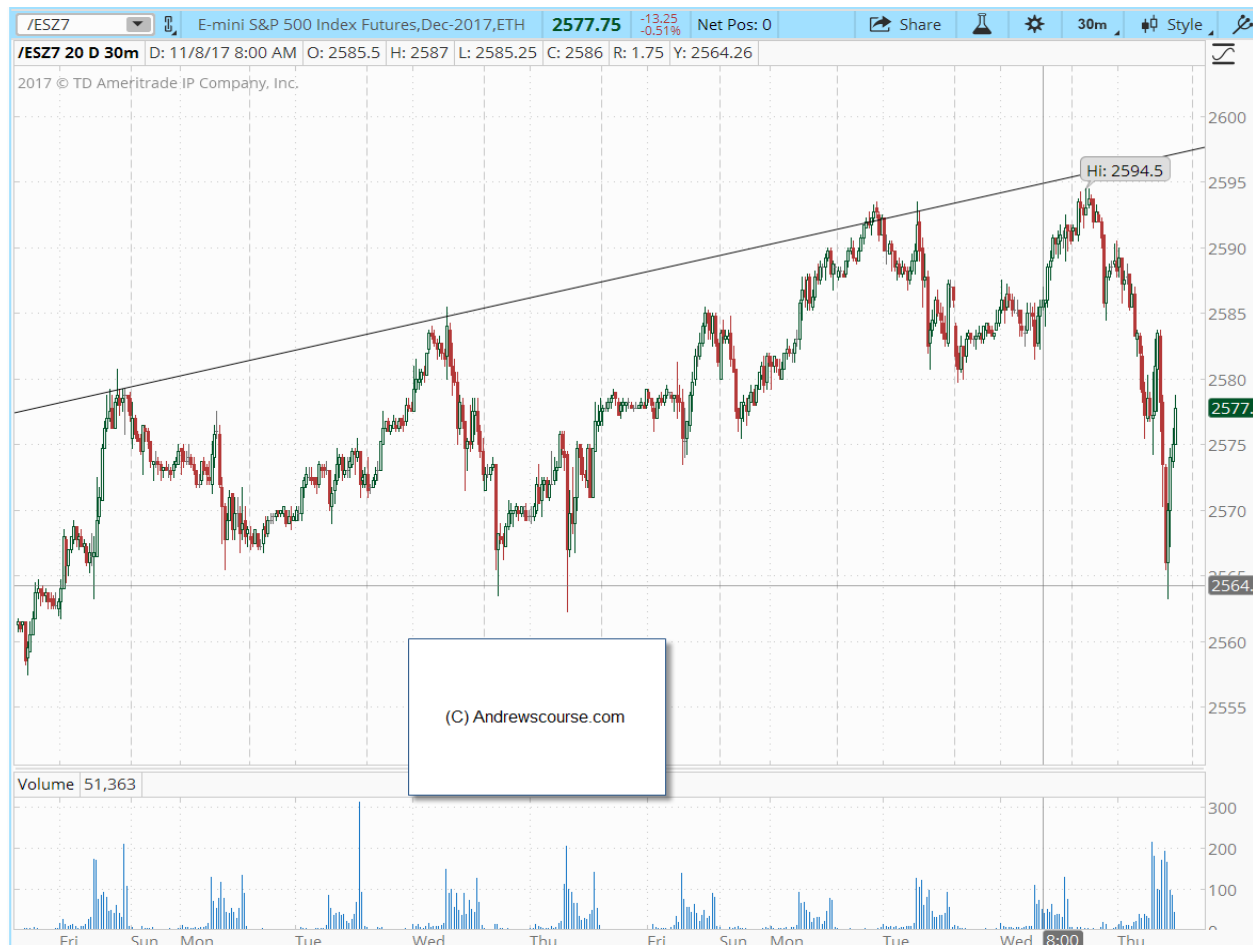 /ESZ7 E-mini S&P 500 Index Futures,Dec-2017,ETH 2577.75 -13.25 -0.51% Net Pos: 0 Share 30m Style
/ESZ7 20 D 30m D: 11/8/17 8:00 AM O: 2585.5 H: 2587 L: 2585.25 C: 2586 R: 1.75 Y: 2564.26
2017 © TD Ameritrade IP Company, Inc.
2600
Hi: 2594.5
2595
2590
2585
2580
2577.
2575
2570
2565
2564.
2560
(C) Andrewscourse.com
2555
Volume 51,363
300
200
100
0
Fri Sun Mon Tue Wed Thu Fri Sun Mon Tue Wed 8:00 Thu